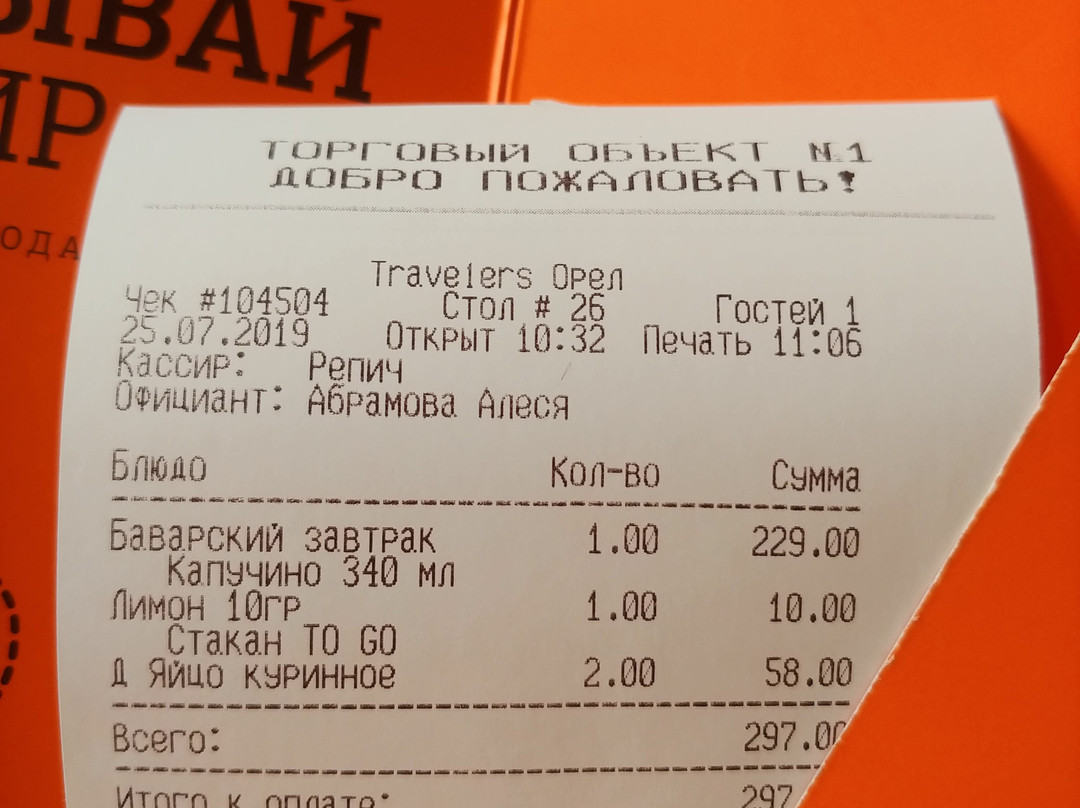 ЫВАЙ
ИР
ОДА
ТОРГОВЫЙ ОБЪЕКТ №1
ДОБРО ПОЖАЛОВАТЬ!
Travelers Орел
Чек #104504 Стол # 26 Гостей 1
25.07.2019 Открыт 10:32 Печать 11:06
Кассир: Репич
Официант: Абрамова Алеся
Блюдо Кол-во Сумма
Баварский завтрак 1.00 229.00
Капучино 340 мл
Лимон 10гр 1.00 10.00
Стакан TO GO
Д Яйцо куринное 2.00 58.00
Всего: 297.00
Итого к оплате: 297